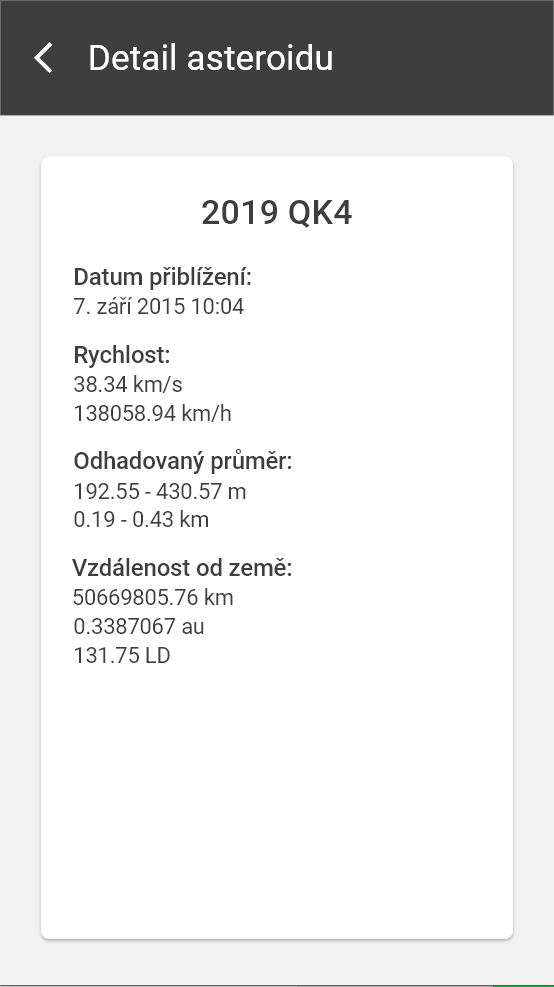 Detail asteroidu
2019 QK4
Datum přiblížení:
7. září 2015 10:04
Rychlost:
38.34 km/s
138058.94 km/h
Odhadovaný průměr:
192.55 - 430.57 m
0.19 - 0.43 km
Vzdálenost od země:
50669805.76 km
0.3387067 au
131.75 LD